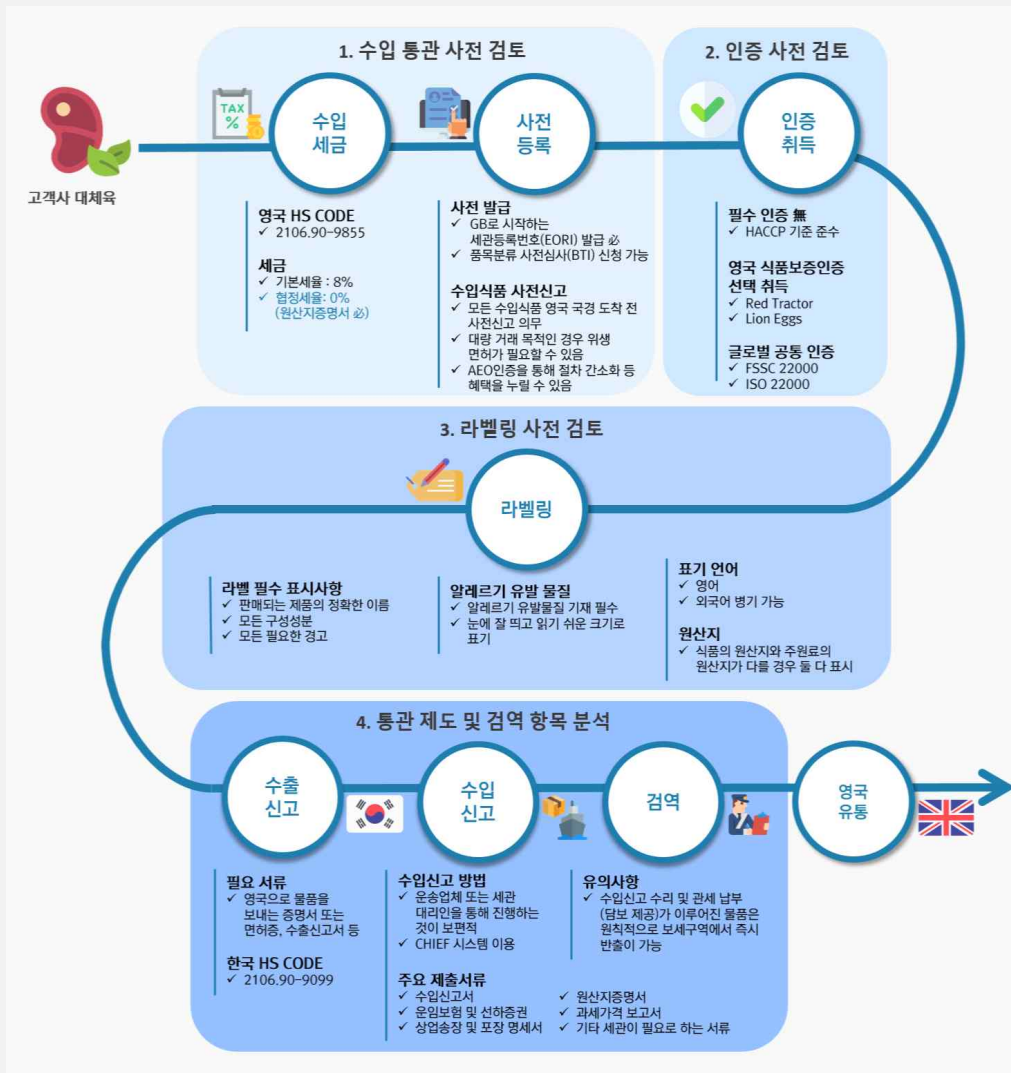 1. 수입 통관 사전 검토
2. 인증 사전 검토
TAX
%
수입
세금
사전
등록
인증
취득
고객사 대체육
영국 HS CODE
✓ 2106.90-9855
세금
✓ 기본세율 : 8%
✓ 협정세율: 0%
(원산지증명서 必)
사전 발급
✓ GB로 시작하는
세관등록번호(EORI) 발급 必
✓ 품목분류 사전심사(BTI) 신청 가능
수입식품 사전신고
✓ 모든 수입식품 영국 국경 도착 전
사전신고 의무
✓ 대량 거래 목적인 경우 위생
면허가 필요할 수 있음
✓ AEO인증을 통해 절차 간소화 등
혜택을 누릴 수 있음
필수 인증 無
✓ HACCP 기준 준수
영국 식품보증인증
선택 취득
✓ Red Tractor
✓ Lion Eggs
글로벌 공통 인증
✓ FSSC 22000
✓ ISO 22000
3. 라벨링 사전 검토
라벨링
라벨 필수 표시사항
✓ 판매되는 제품의 정확한 이름
✓ 모든 구성성분
✓ 모든 필요한 경고
알레르기 유발 물질
✓ 알레르기 유발물질 기재 필수
✓ 눈에 잘 띄고 읽기 쉬운 크기로
표기
표기 언어
✓ 영어
✓ 외국어 병기 가능
원산지
✓ 식품의 원산지와 주원료의
원산지가 다를 경우 둘 다 표시
4. 통관 제도 및 검역 항목 분석
수출
신고
수입
신고
검역
영국
유통
필요 서류
✓ 영국으로 물품을
보내는 증명서 또는
면허증, 수출신고서 등
한국 HS CODE
✓ 2106.90-9099
수입신고 방법
✓ 운송업체 또는 세관
대리인을 통해 진행하는
것이 보편적
✓ CHIEF 시스템 이용
주요 제출서류
✓ 수입신고서
✓ 운임보험 및 선하증권
✓ 상업송장 및 포장 명세서
✓ 원산지증명서
✓ 과세가격 보고서
✓ 기타 세관이 필요로 하는 서류
유의사항
✓ 수입신고 수리 및 관세 납부
(담보 제공)가 이루어진 물품은
원칙적으로 보세구역에서 즉시
반출이 가능